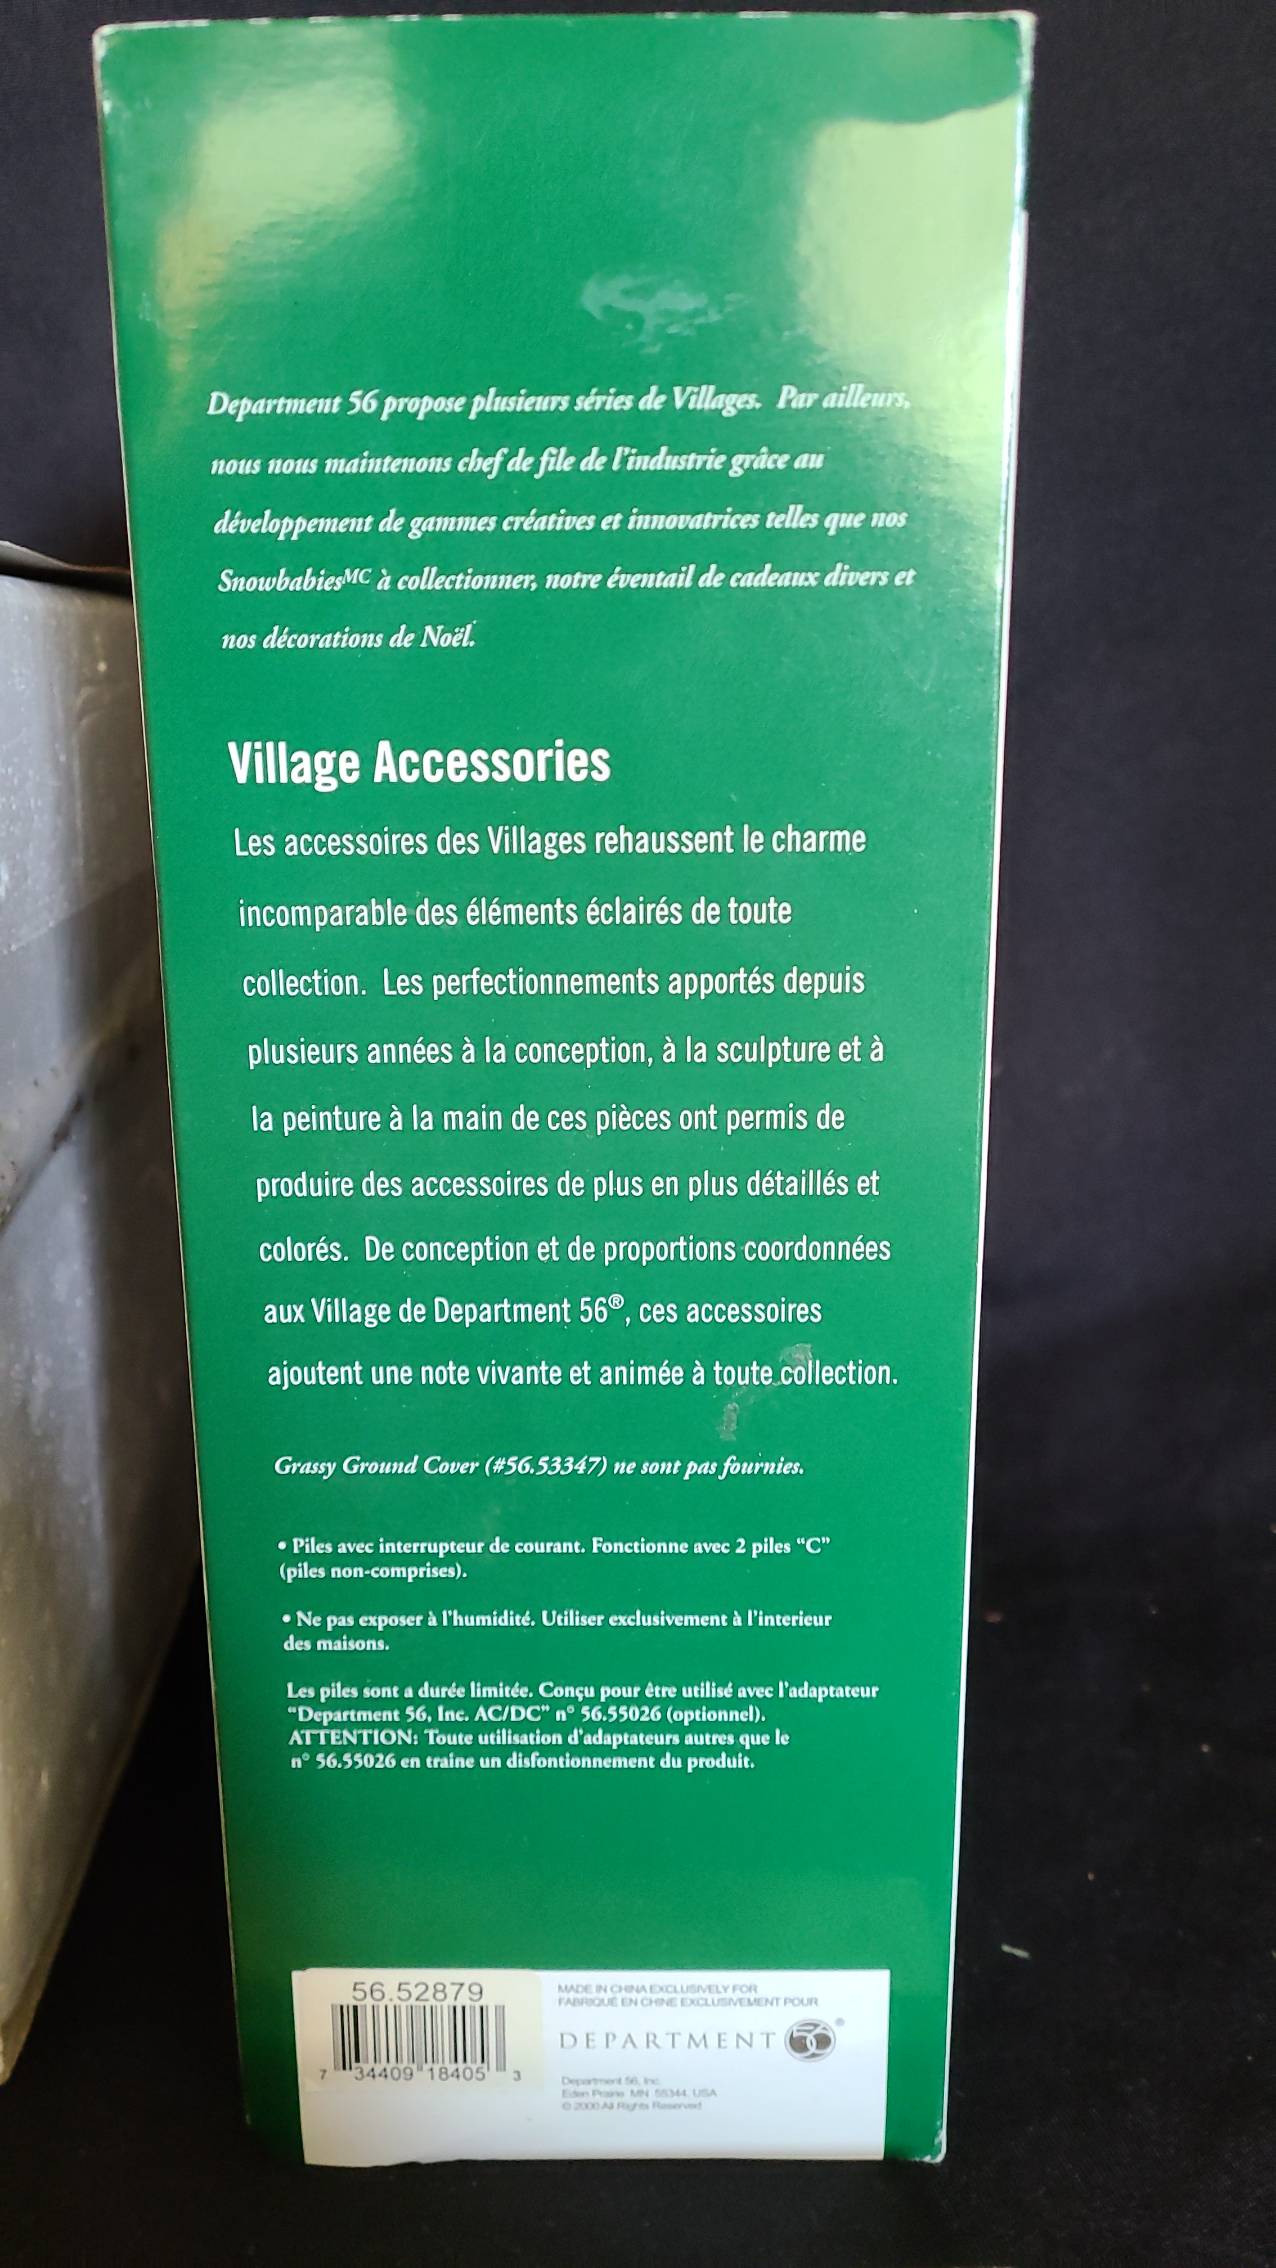 Department 56 propose plusieurs séries de Villages. Par ailleurs,
nous nous maintenons chef de file de l'industrie grâce au
développement de gammes créatives et innovatrices telles que nos
SnowbabiesMC à collectionner, notre éventail de cadeaux divers et
nos décorations de Noël.
Village Accessories
Les accessoires des Villages rehaussent le charme
incomparable des éléments éclairés de toute
collection. Les perfectionnements apportés depuis
plusieurs années à la conception, à la sculpture et à
la peinture à la main de ces pièces ont permis de
produire des accessoires de plus en plus détaillés et
colorés. De conception et de proportions coordonnées
aux Village de Department 56®, ces accessoires
ajoutent une note vivante et animée à toute collection.
Grassy Ground Cover (#56.53347) ne sont pas fournies.
• Piles avec interrupteur de courant. Fonctionne avec 2 piles "C"
(piles non-comprises).
• Ne pas exposer à l'humidité. Utiliser exclusivement à l'interieur
des maisons.
Les piles sont a durée limitée. Conçu pour être utilisé avec l'adaptateur
"Department 56, Inc. AC/DC" n° 56.55026 (optionnel).
ATTENTION: Toute utilisation d'adaptateurs autres que le
n° 56.55026 en traine un disfontionnement du produit.
56.52879
7 34409 18405 3
MADE IN CHINA EXCLUSIVELY FOR
FABRIQUÉ EN CHINE EXCLUSIVEMENT POUR
DEPARTMENT 56®
Department 56, Inc.
Eden Prairie MN 55344, USA
© 2000 All Rights Reserved